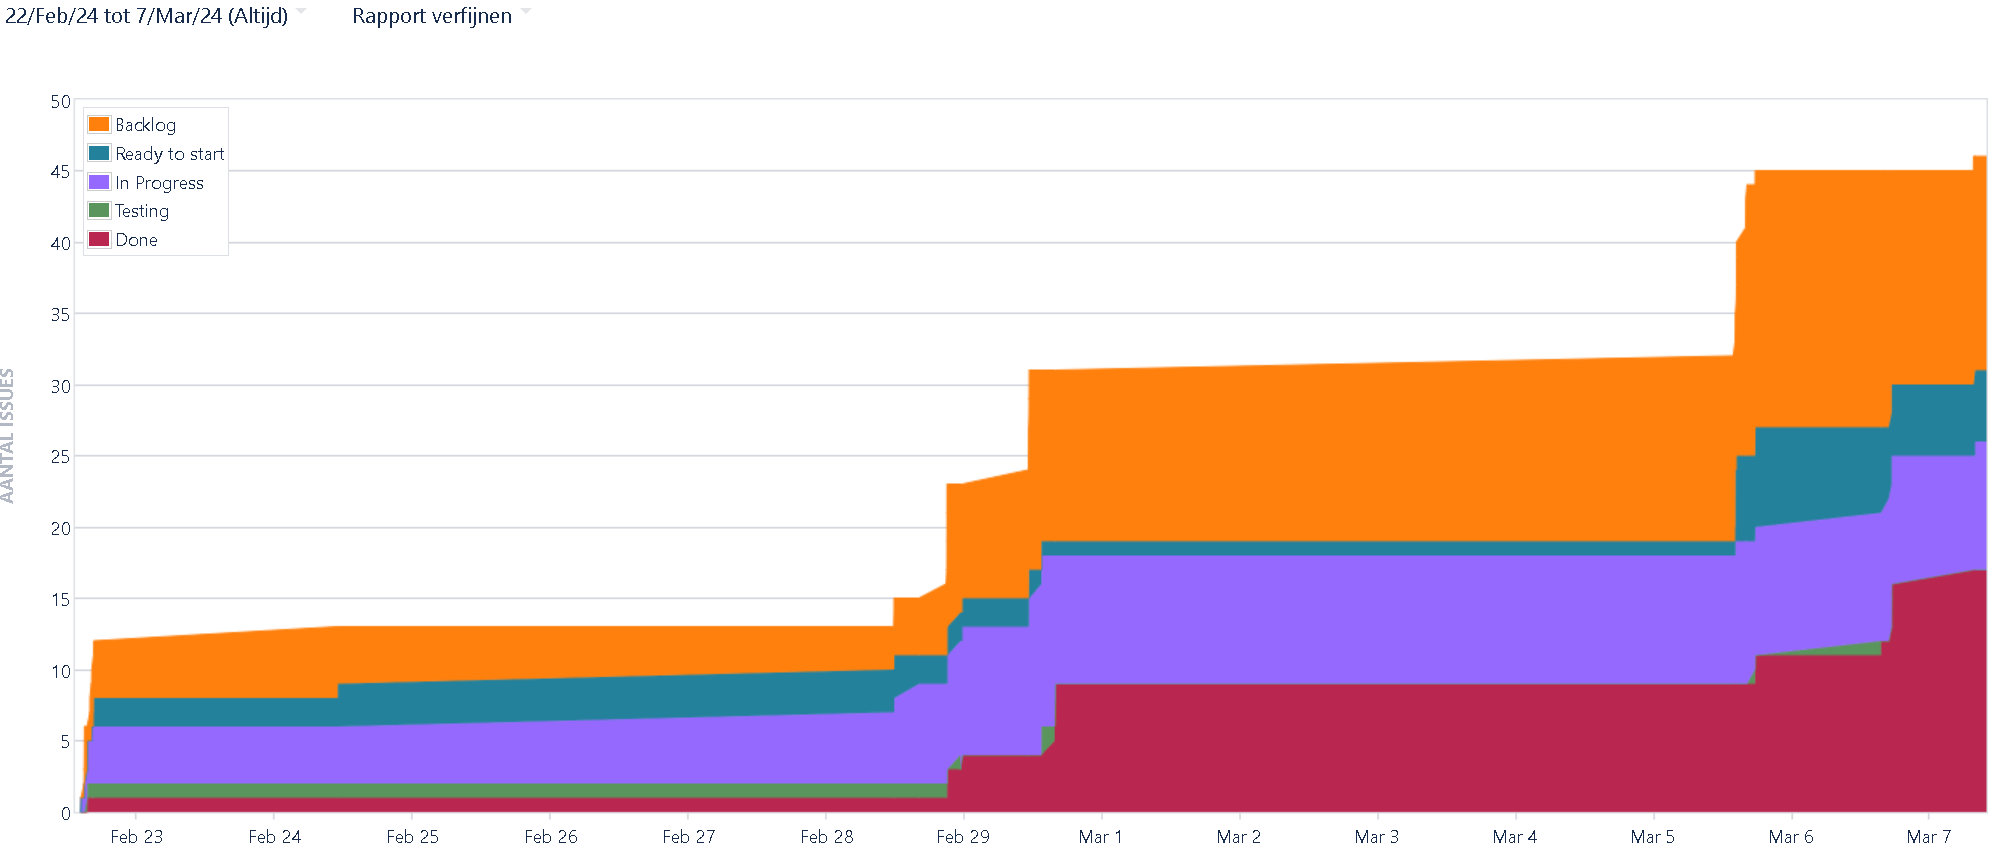 22/Feb/24 tot 7/Mar/24 (Altijd) Rapport verfijnen
50
45
40
35
30
25
20
15
10
5
0
AANTAL ISSUES
Backlog
Ready to start
In Progress
Testing
Done
Feb 23 Feb 24 Feb 25 Feb 26 Feb 27 Feb 28 Feb 29 Mar 1 Mar 2 Mar 3 Mar 4 Mar 5 Mar 6 Mar 7